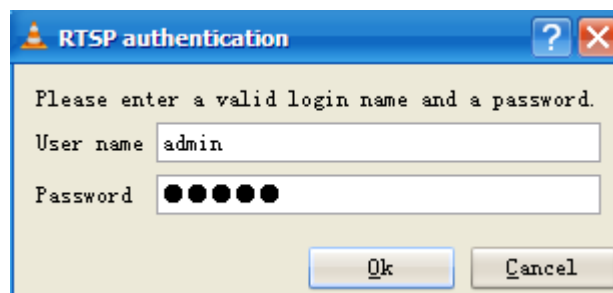 RTSP authentication
Please enter a valid login name and a password.
User name admin
Password ●●●●●
Ok Cancel